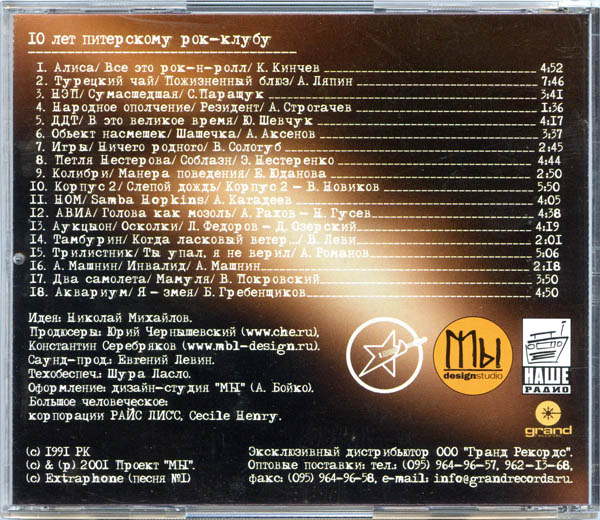 10 лет питерскому рок-клубу
1. Алиса/ Все это рок-н-ролл/ К. Кинчев 4:52
2. Турецкий чай/ Пожизненный блюз/ А. Ляпин 7:46
3. НЭП/ Сумасшедшая/ С.Паращук 3:41
4. Народное ополчение/ Резидент/ А. Строгачев 1:36
5. ДДТ/ В это великое время/ Ю. Шевчук 4:17
6. Объект насмешек/ Шашечка/ А. Аксенов 3:37
7. Игры/ Ничего родного/ В. Сологуб 2:45
8. Петля Нестерова/ Соблазн/ Э. Нестеренко 4:44
9. Колибри/ Манера поведения/ Е. Юданова 2:50
10. Корпус 2/ Слепой дождь/ Корпус 2 - В. Новиков 5:50
11. НОМ/ Samba Hopkins/ А. Кагадеев 4:05
12. АВИА/ Голова как мозоль/ А. Рахов - Н. Гусев 4:38
13. Аукцыон/ Осколки/ Л. Федоров - Д. Озерский 4:19
14. Тамбурин/ Когда ласковый ветер.../ В. Леви 2:01
15. Трилистник/ Ты упал, я не верил/ А. Романов 5:06
16. А. Машнин/ Инвалид/ А. Машнин 2:18
17. Два самолета/ Мамуля/ В. Покровский 3:50
18. Аквариум/ Я - змея/ Б. Гребенщиков 4:50
Идея: Николай Михайлов.
Продюсеры: Юрий Чернышевский (www.che.ru),
Константин Серебряков (www.mbl-design.ru).
Саунд-прод.: Евгений Левин.
Техобеспеч.: Шура Ласло.
Оформление: дизайн-студия "МЫ" (А. Бойко).
Большое человеческое:
корпорации РАЙС ЛИСС, Cecile Henry.
Мы
designstudio
НАШЕ
РАДИО
grand
(c) 1991 РК
(c) & (p) 2001 Проект "МЫ".
(c) Extraphone (песня №1)
Эксклюзивный дистрибьютор ООО "Гранд Рекордс".
Оптовые поставки: тел.: (095) 964-96-57, 962-13-68,
факс: (095) 964-96-58, e-mail: info@grandrecords.ru.